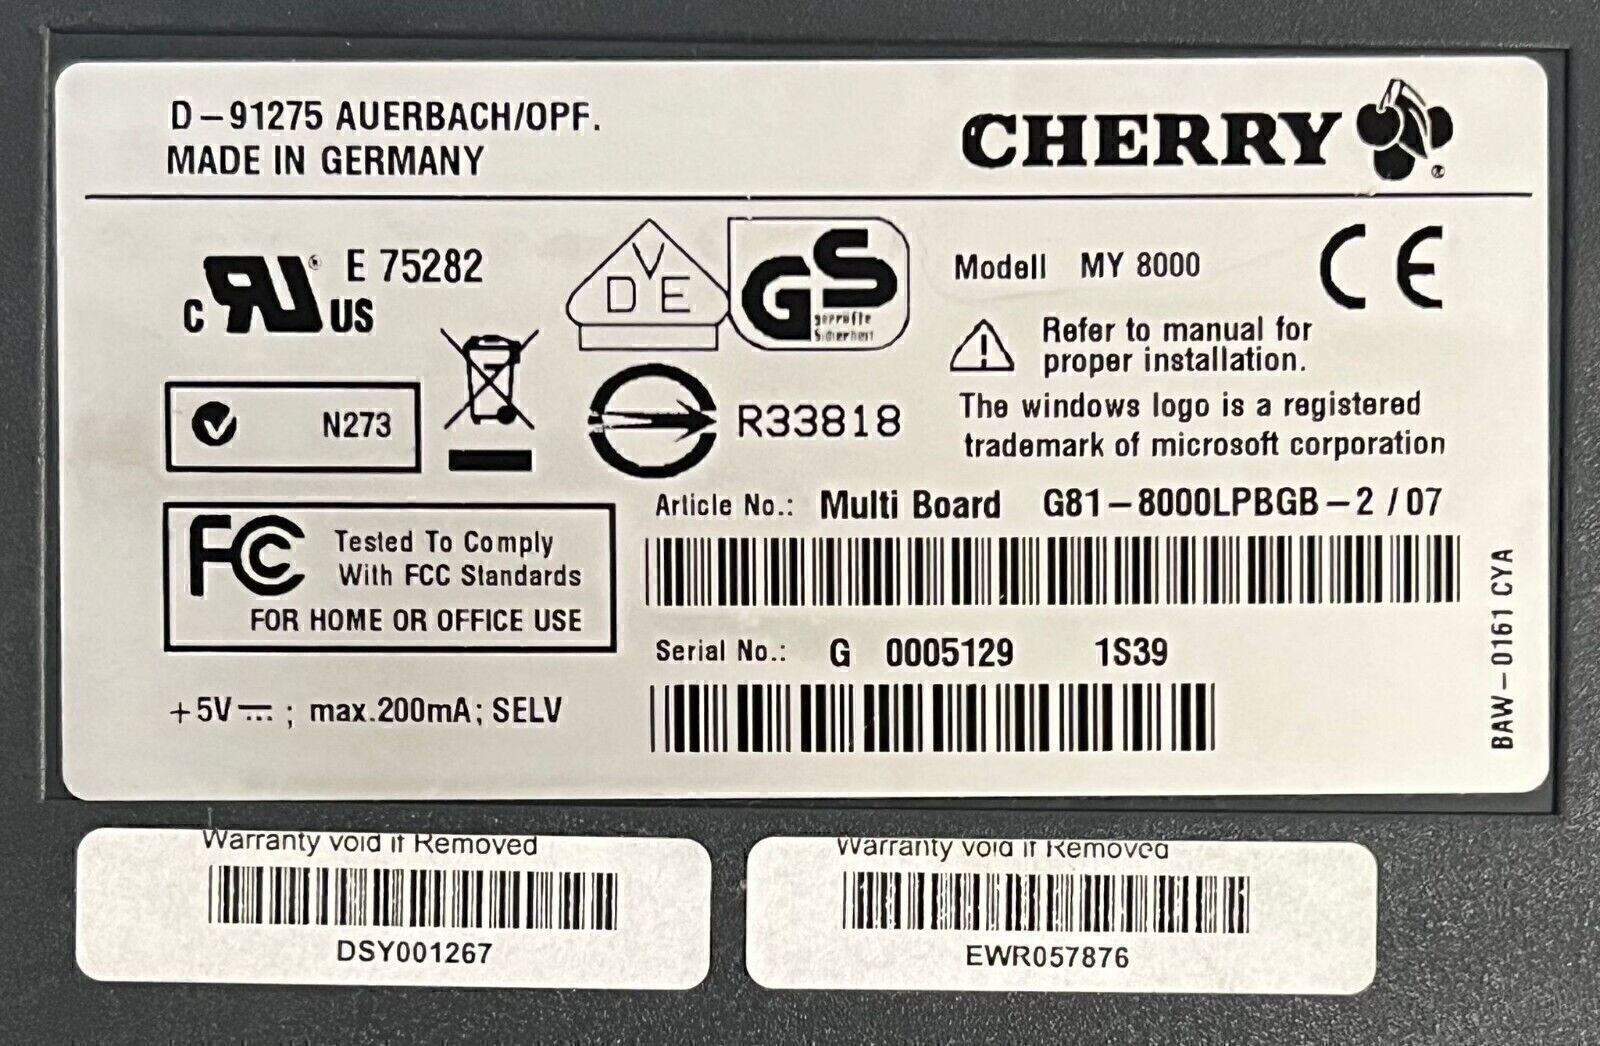 D-91275 AUERBACH/OPF.
MADE IN GERMANY
CHERRY
®
c RU ® US E 75282
VDE
GS
geprüfte
Sicherheit
Modell MY 8000
CE
Refer to manual for
proper installation.
N273
R33818
The windows logo is a registered
trademark of microsoft corporation
Article No.: Multi Board G81-8000LPBGB-2 / 07
FC Tested To Comply
With FCC Standards
FOR HOME OR OFFICE USE
Serial No.: G 0005129 1S39
+5V⎓; max.200mA; SELV
BAW-0161 CYA
Warranty void if Removed
DSY001267
Warranty void if Removed
EWR057876